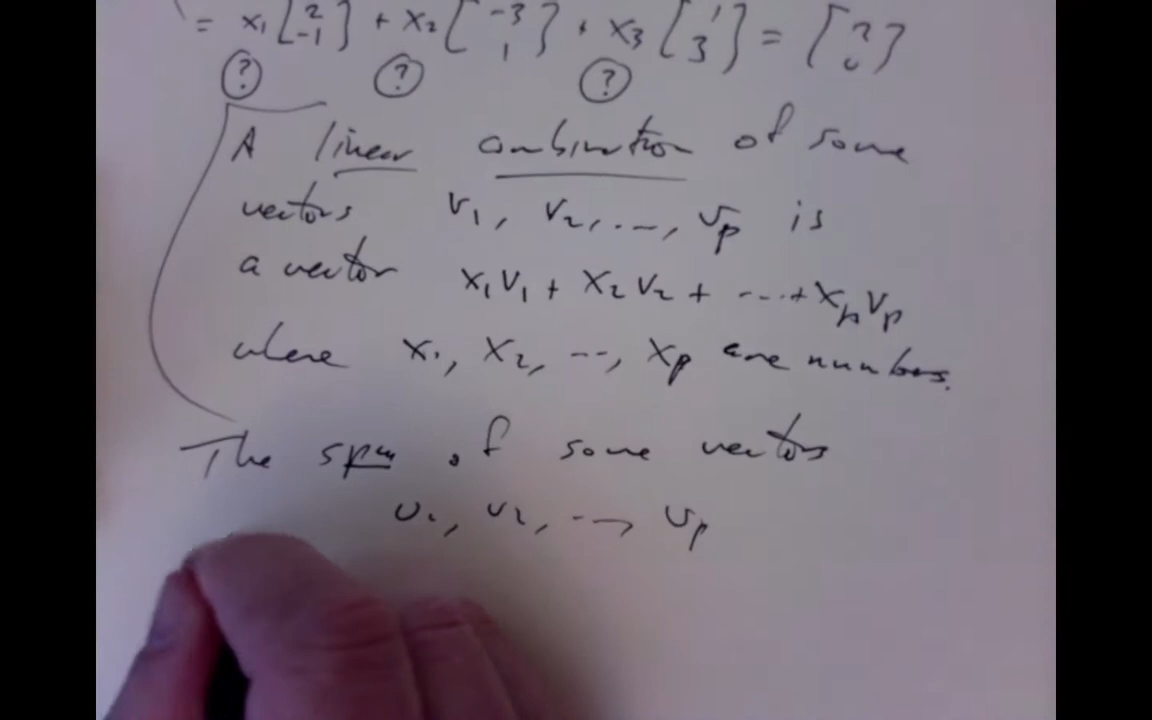 = x₁ [2 -1] + x₂ [-3 1] + x₃ [1 3] = [? 0]
? ? ?
A linear combination of some
vectors v₁, v₂, ..., vₚ is
a vector x₁v₁ + x₂v₂ + ... + xₚvₚ
where x₁, x₂, ..., xₚ are numbers.
The span of some vectors
v₁, v₂, ..., vₚ